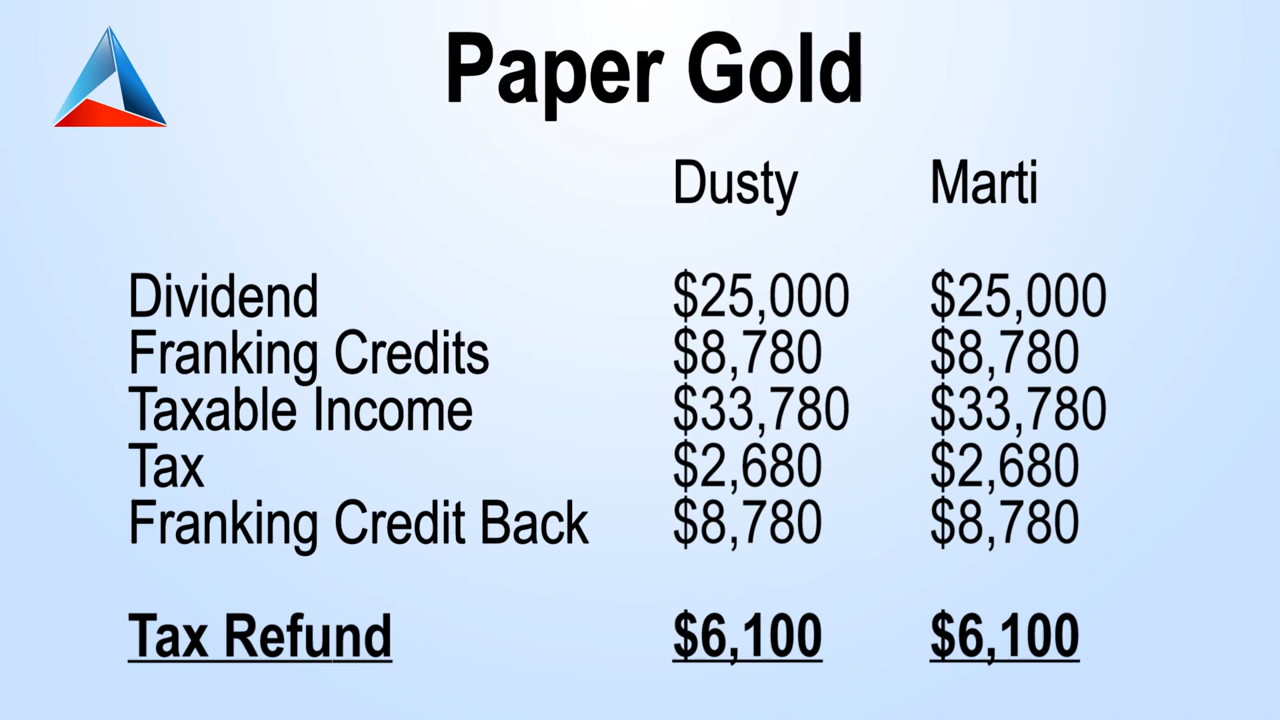 Paper Gold
Dusty Marti
Dividend $25,000 $25,000
Franking Credits $8,780 $8,780
Taxable Income $33,780 $33,780
Tax $2,680 $2,680
Franking Credit Back $8,780 $8,780
Tax Refund $6,100 $6,100